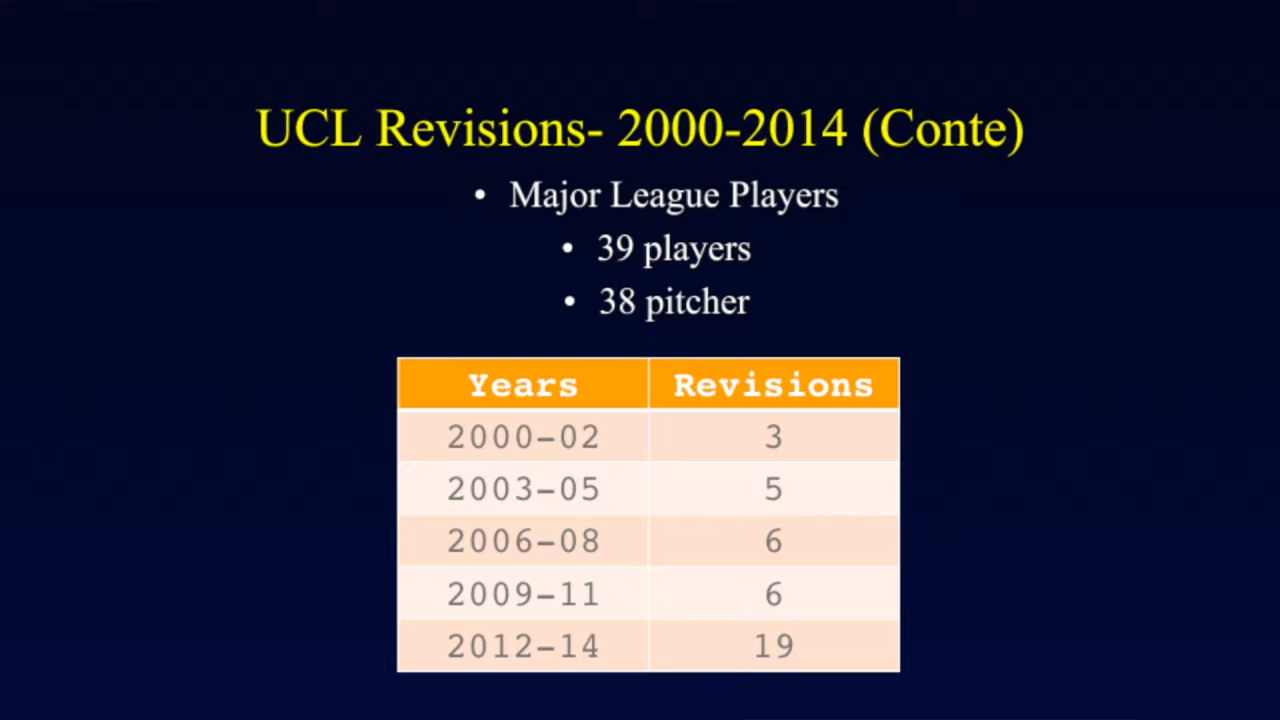 UCL Revisions- 2000-2014 (Conte)
• Major League Players
• 39 players
• 38 pitcher
Years Revisions
2000-02 3
2003-05 5
2006-08 6
2009-11 6
2012-14 19